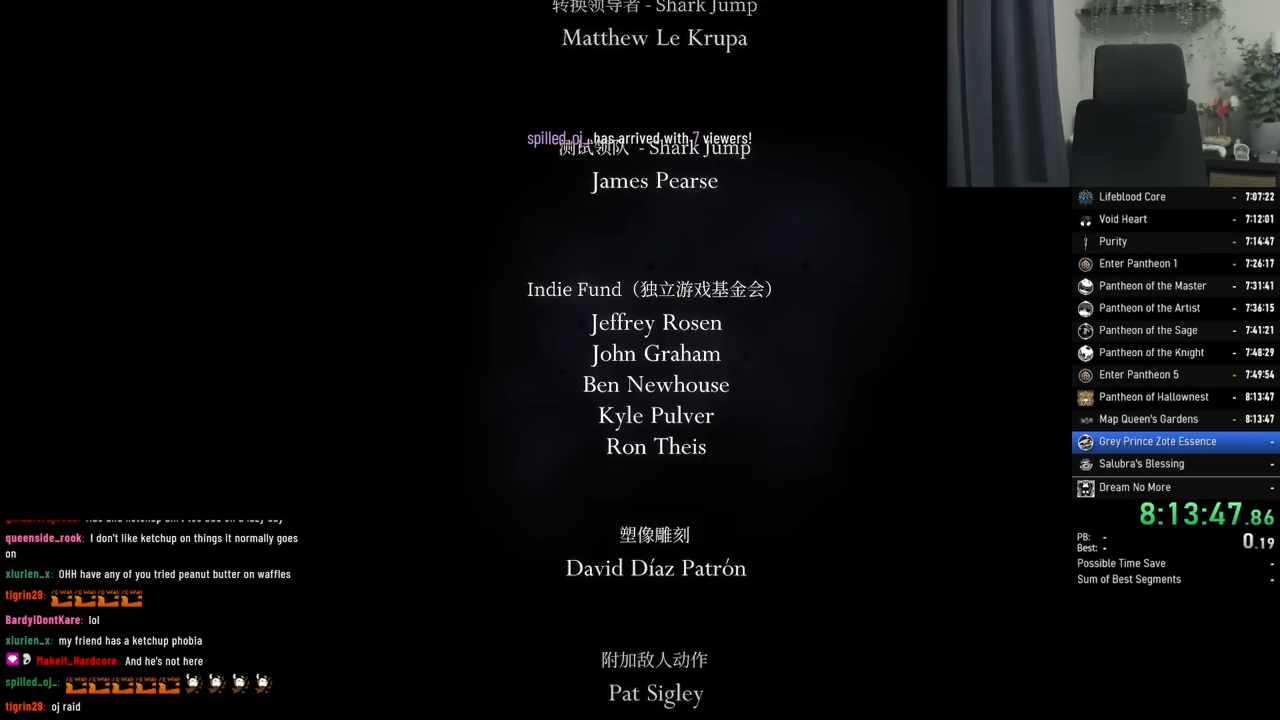 转换领导者 - Shark Jump
Matthew Le Krupa
spilled_oj_ has arrived with 7 viewers!
测试领队 - Shark Jump
James Pearse
Indie Fund（独立游戏基金会）
Jeffrey Rosen
John Graham
Ben Newhouse
Kyle Pulver
Ron Theis
塑像雕刻
David Díaz Patrón
附加敌人动作
Pat Sigley
Lifeblood Core - 7:07:22
Void Heart - 7:12:01
Purity - 7:14:47
Enter Pantheon 1 - 7:26:17
Pantheon of the Master - 7:31:41
Pantheon of the Artist - 7:36:15
Pantheon of the Sage - 7:41:21
Pantheon of the Knight - 7:48:29
Enter Pantheon 5 - 7:49:54
Pantheon of Hallownest - 8:13:47
Map Queen's Gardens - 8:13:47
Grey Prince Zote Essence -
Salubra's Blessing -
Dream No More -
8:13:47.86
PB: -
Best: -
0.19
Possible Time Save -
Sum of Best Segments -
queenside_rook: I don't like ketchup on things it normally goes
on
xlurien_x: OHH have any of you tried peanut butter on waffles
tigrin29:
BardyIDontKare: lol
xlurien_x: my friend has a ketchup phobia
MakeIt_Hardcore: And he's not here
spilled_oj_:
tigrin29: oj raid